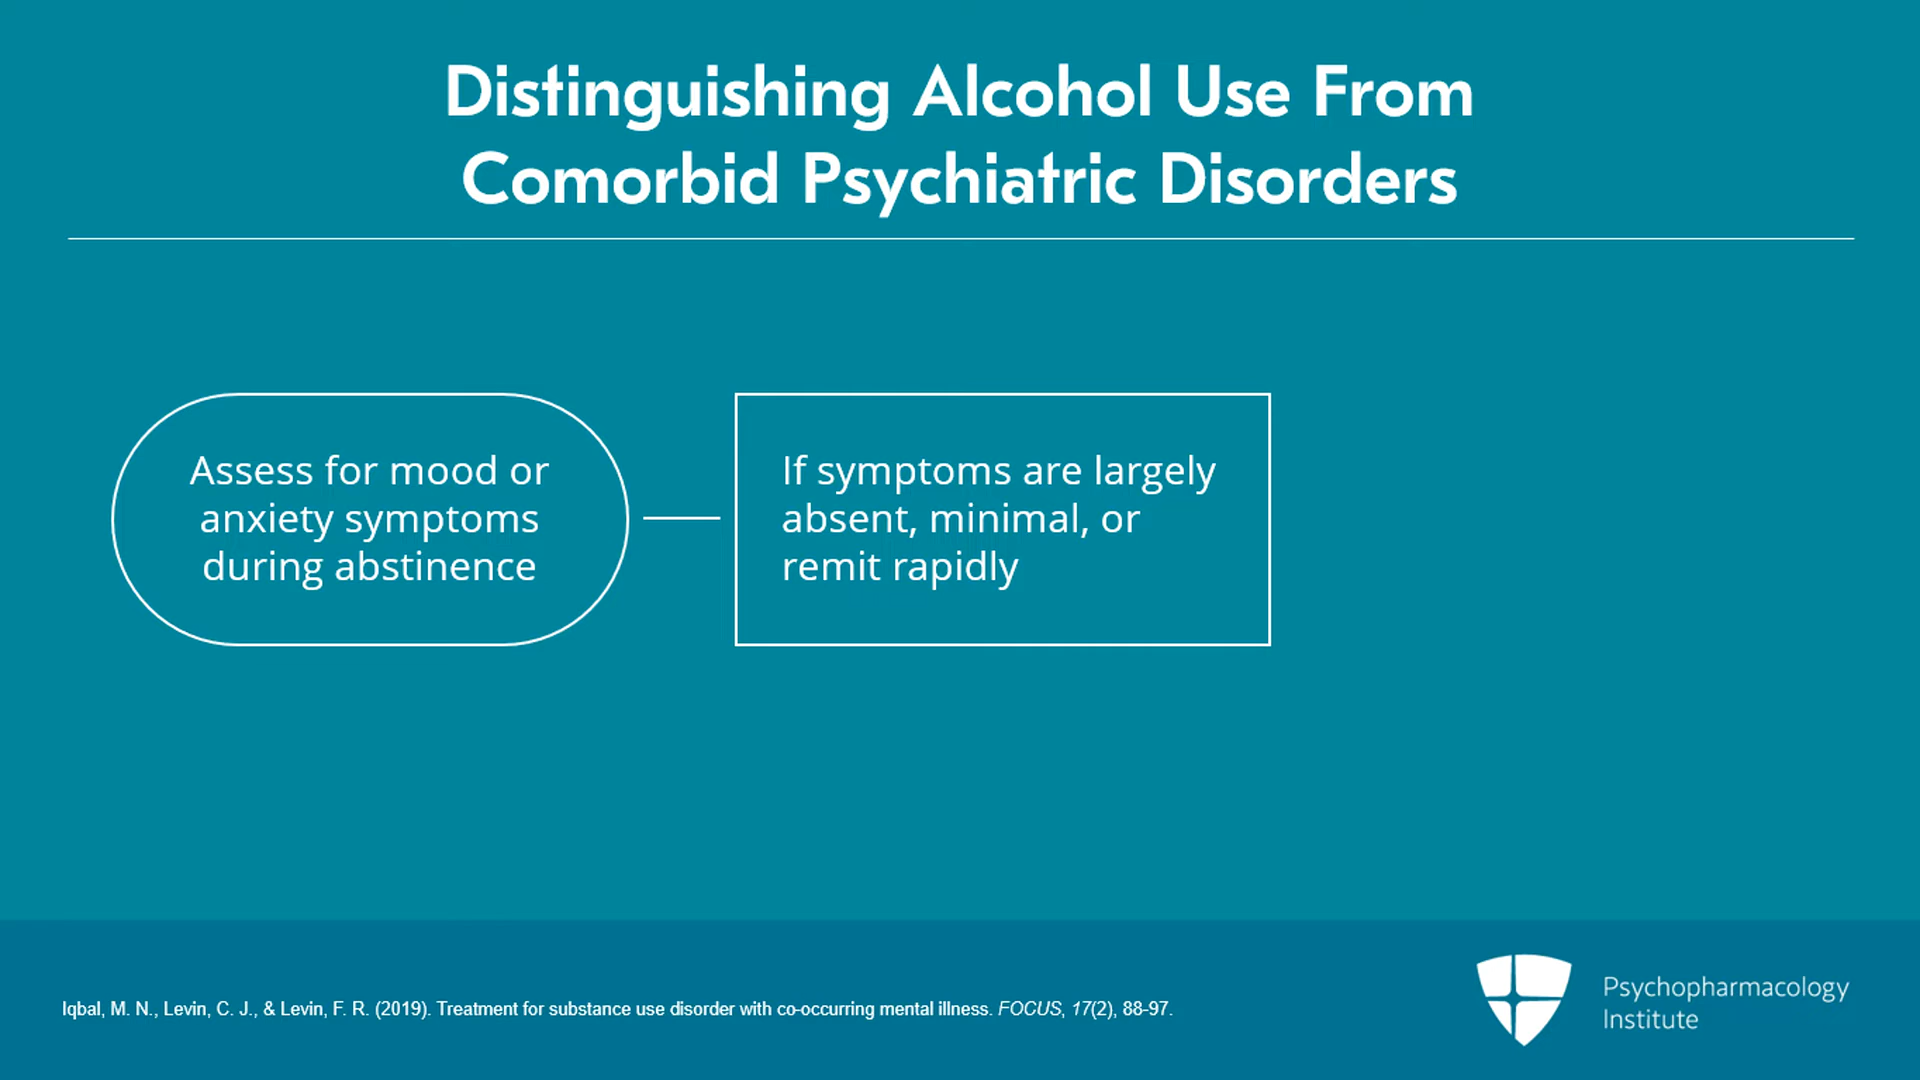 Distinguishing Alcohol Use From
Comorbid Psychiatric Disorders
Assess for mood or
anxiety symptoms
during abstinence
If symptoms are largely
absent, minimal, or
remit rapidly
Iqbal, M. N., Levin, C. J., & Levin, F. R. (2019). Treatment for substance use disorder with co-occurring mental illness. FOCUS, 17(2), 88-97.
Psychopharmacology
Institute